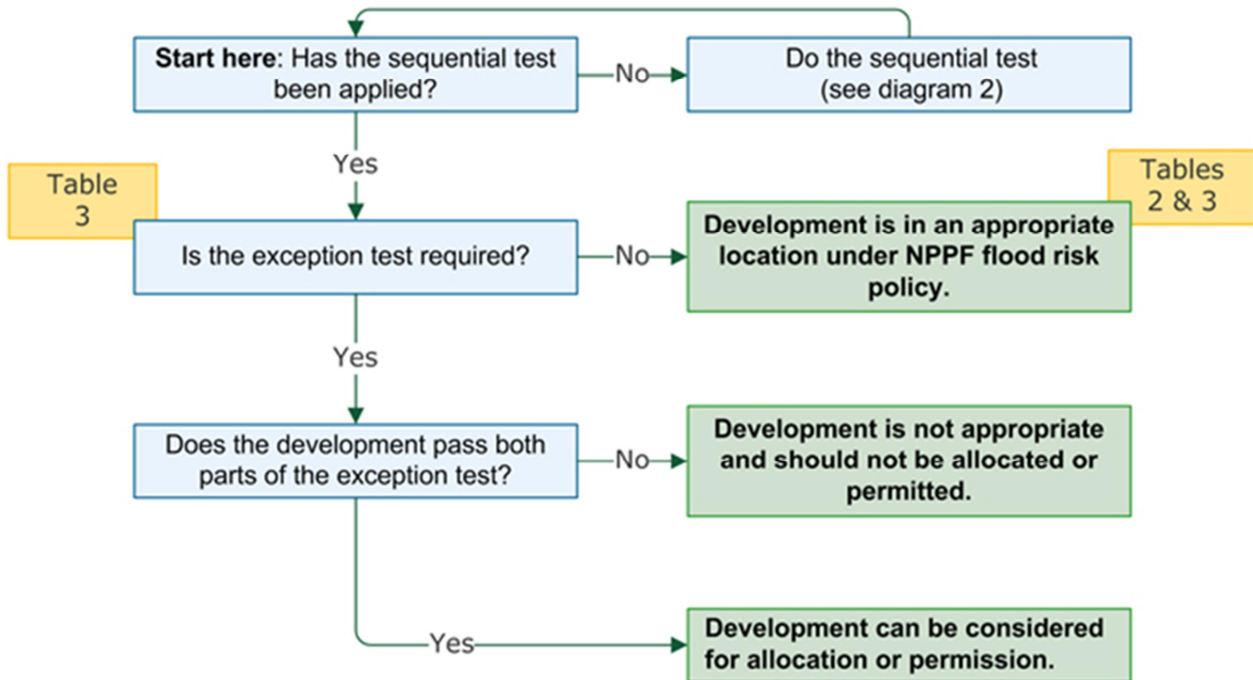 Start here: Has the sequential test
been applied?
No
Do the sequential test
(see diagram 2)
Yes
Table
3
Tables
2 & 3
Is the exception test required?
No
Development is in an appropriate
location under NPPF flood risk
policy.
Yes
Does the development pass both
parts of the exception test?
No
Development is not appropriate
and should not be allocated or
permitted.
Yes
Development can be considered
for allocation or permission.